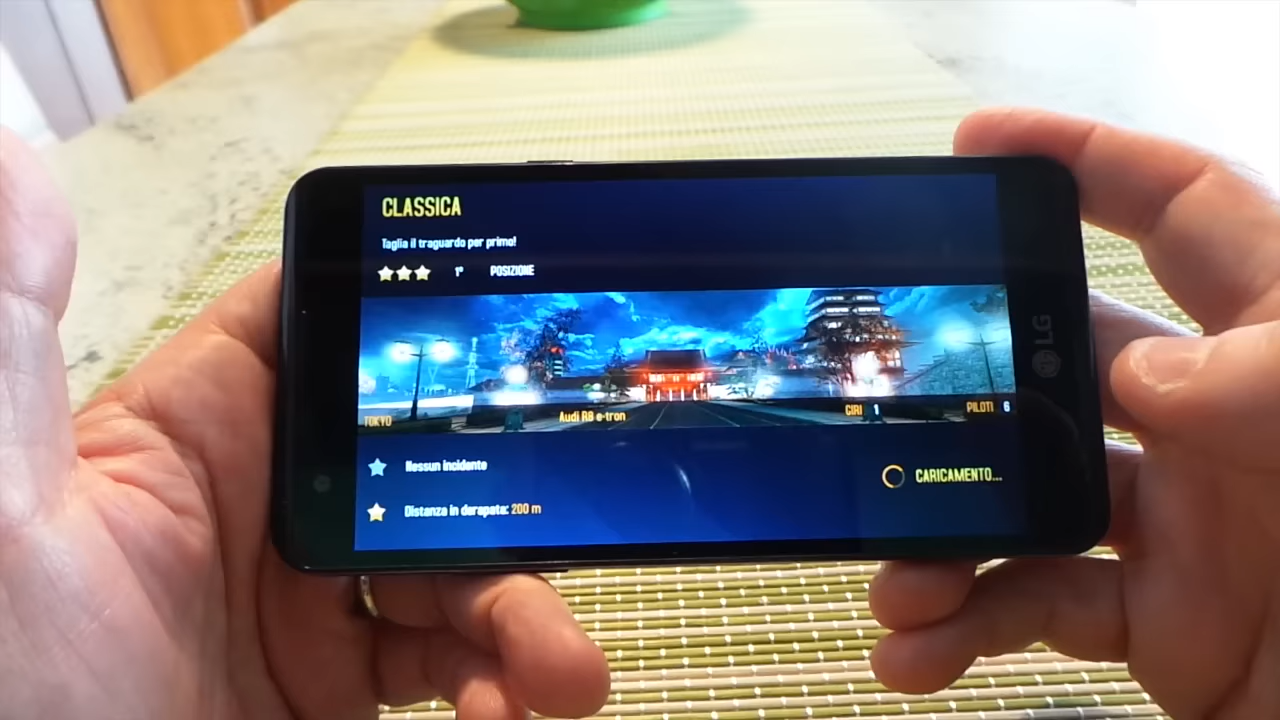 CLASSICA
Taglia il traguardo per primo!
1° POSIZIONE
TOKYO Audi R8 e-tron GIRI 1 PILOTI 6
Nessun incidente
CARICAMENTO...
Distanza in derapata: 200 m
LG